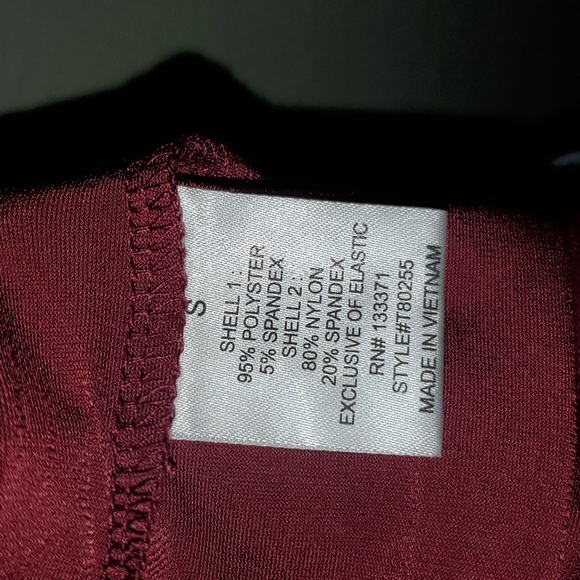 S
SHELL 1 :
95% POLYSTER
5% SPANDEX
SHELL 2 :
80% NYLON
20% SPANDEX
EXCLUSIVE OF ELASTIC
RN# 133371
STYLE#T80255
MADE IN VIETNAM